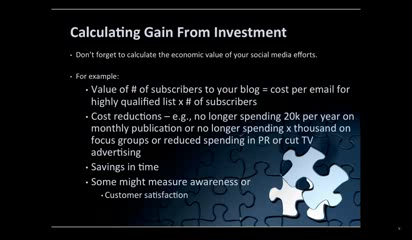 Calculating Gain From Investment
• Don't forget to calculate the economic value of your social media efforts.
• For example:
• Value of # of subscribers to your blog = cost per email for
highly qualified list x # of subscribers
• Cost reductions – e.g., no longer spending 20k per year on
monthly publication or no longer spending x thousand on
focus groups or reduced spending in PR or cut TV
advertising
• Savings in time
• Some might measure awareness or
• Customer satisfaction